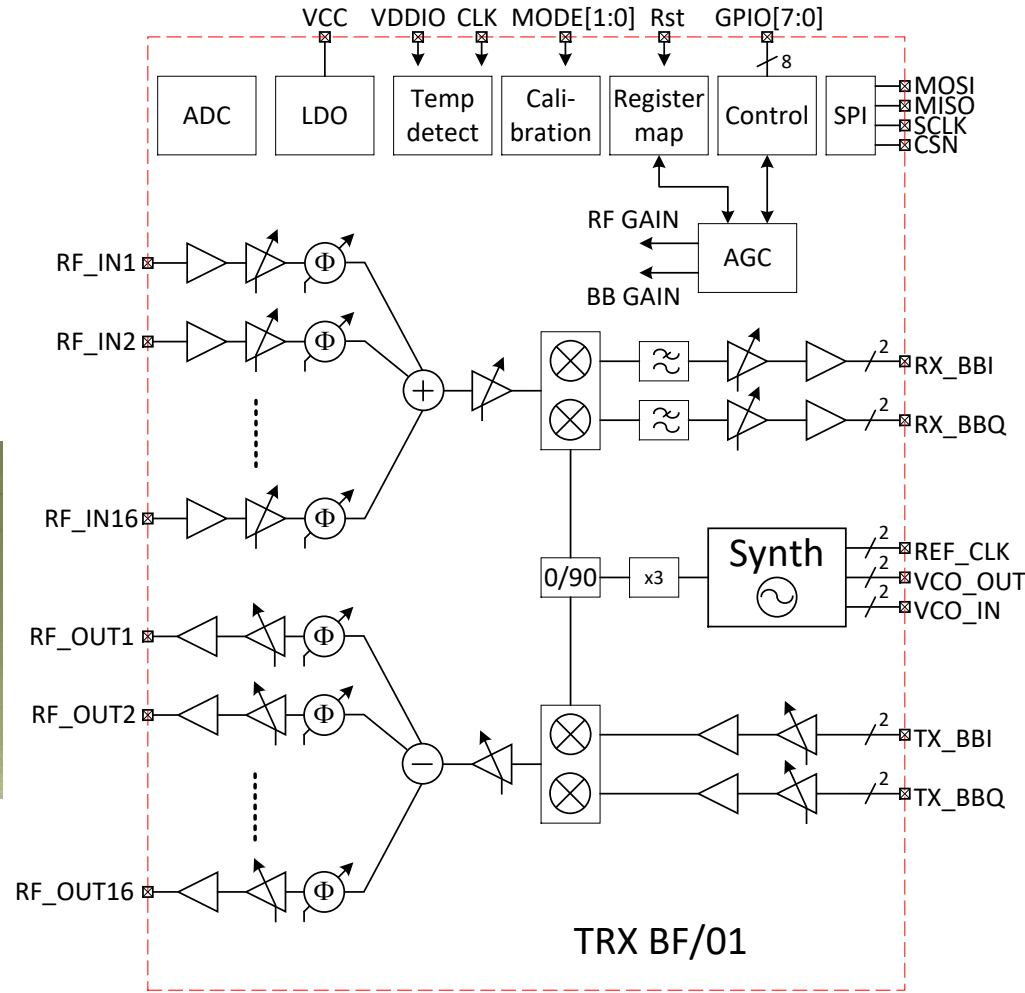 VCC VDDIO CLK MODE[1:0] Rst GPIO[7:0]
8
ADC
LDO
Temp
detect
Cali-
bration
Register
map
Control
SPI
MOSI
MISO
SCLK
CSN
RF GAIN
BB GAIN
AGC
RF_IN1
Φ
RF_IN2
Φ
RF_IN16
Φ
+
2
RX_BBI
2
RX_BBQ
0/90
x3
Synth
2
REF_CLK
2
VCO_OUT
2
VCO_IN
RF_OUT1
Φ
RF_OUT2
Φ
RF_OUT16
Φ
−
2
TX_BBI
2
TX_BBQ
TRX BF/01